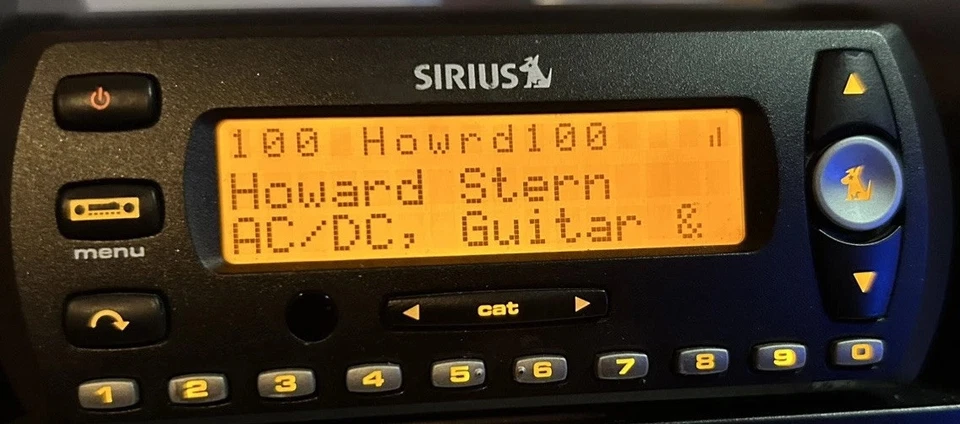 SIRIUS
100 Howrd100
Howard Stern
AC/DC, Guitar &
menu
cat
1 2 3 4 5 6 7 8 9 0